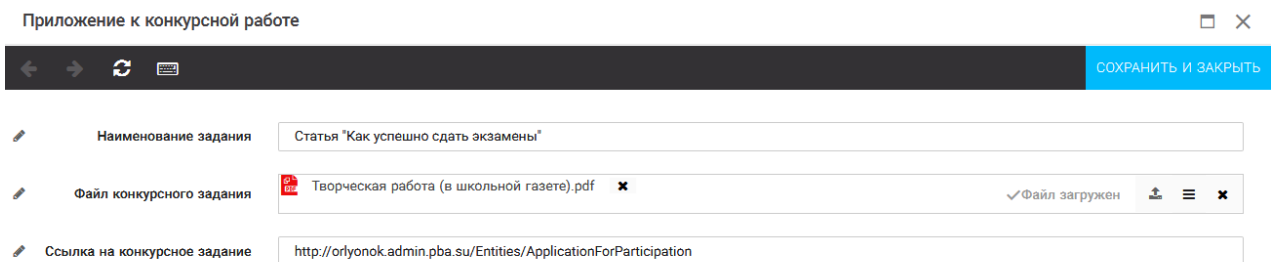 Приложение к конкурсной работе
СОХРАНИТЬ И ЗАКРЫТЬ
Наименование задания Статья "Как успешно сдать экзамены"
Файл конкурсного задания Творческая работа (в школьной газете).pdf Файл загружен
Ссылка на конкурсное задание http://orlyonok.admin.pba.su/Entities/ApplicationForParticipation